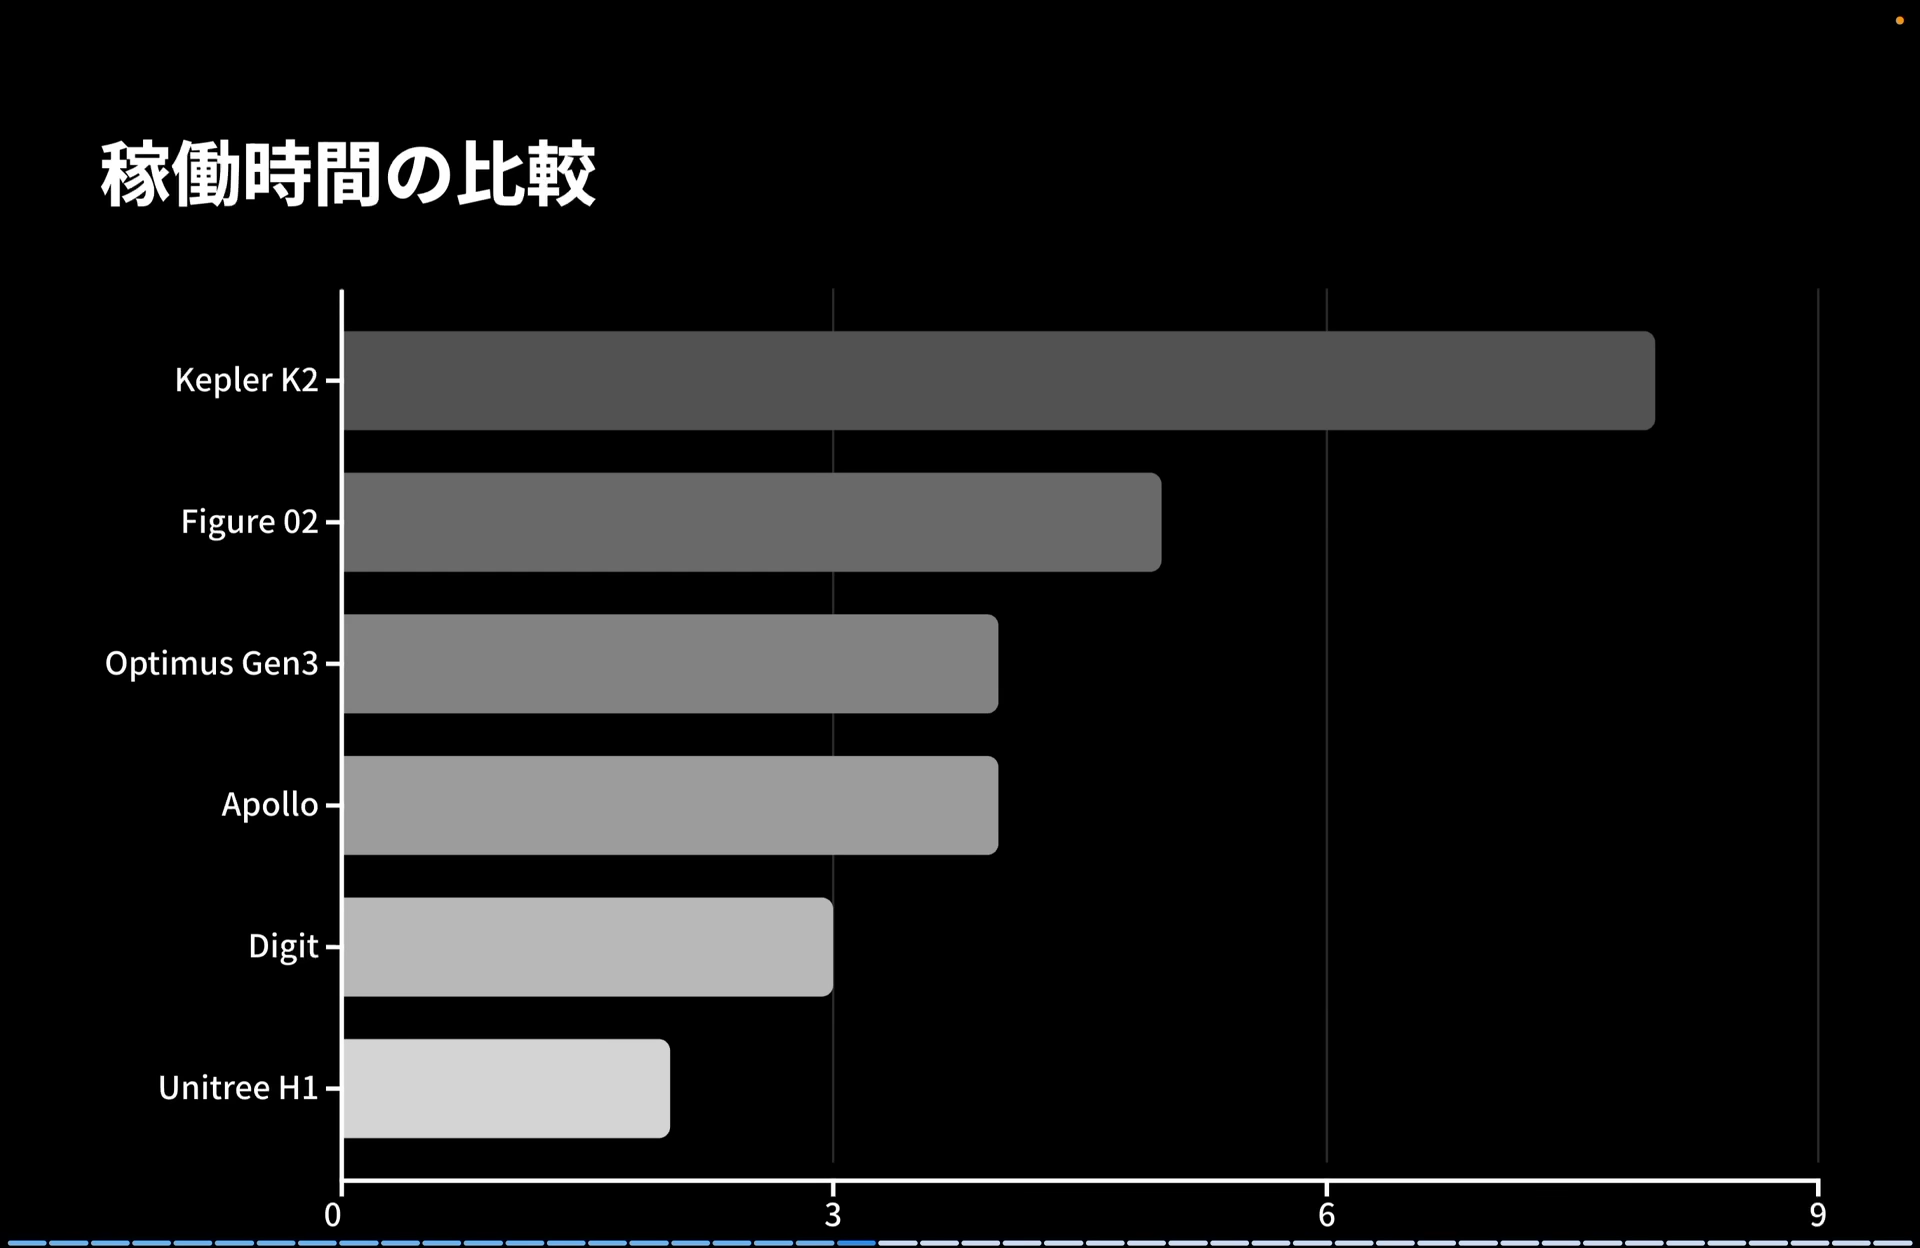 稼働時間の比較
Kepler K2
Figure 02
Optimus Gen3
Apollo
Digit
Unitree H1
0 3 6 9